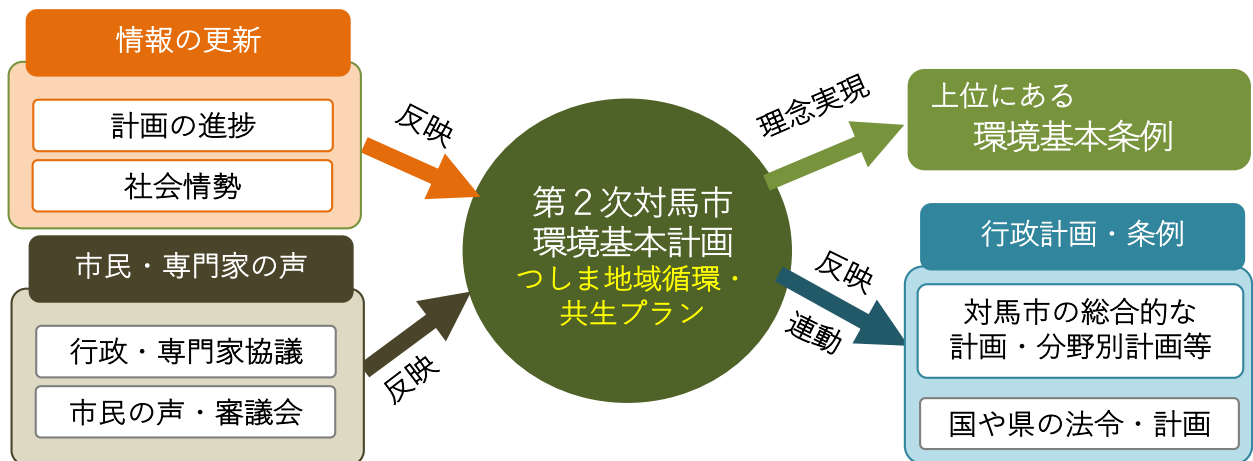 情報の更新
計画の進捗
社会情勢
市民・専門家の声
行政・専門家協議
市民の声・審議会
反映
反映
第２次対馬市
環境基本計画
つしま地域循環・
共生プラン
理念実現
反映
連動
上位にある
環境基本条例
行政計画・条例
対馬市の総合的な
計画・分野別計画等
国や県の法令・計画